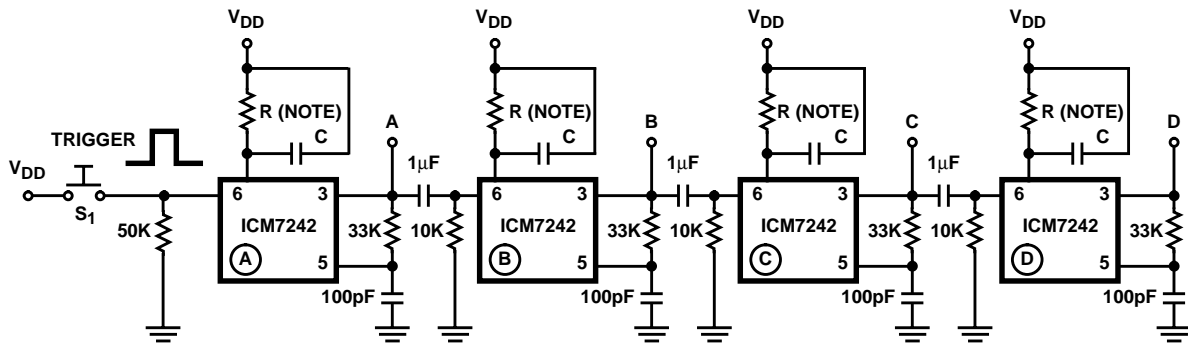 VDD VDD VDD VDD
R (NOTE) R (NOTE) R (NOTE) R (NOTE)
A B C D
TRIGGER C C C C
1µF 1µF 1µF
VDD
S1
6 3 6 3 6 3 6 3
50K ICM7242 33K 10K ICM7242 33K 10K ICM7242 33K 10K ICM7242 33K
A 5 B 5 C 5 D 5
100pF 100pF 100pF 100pF